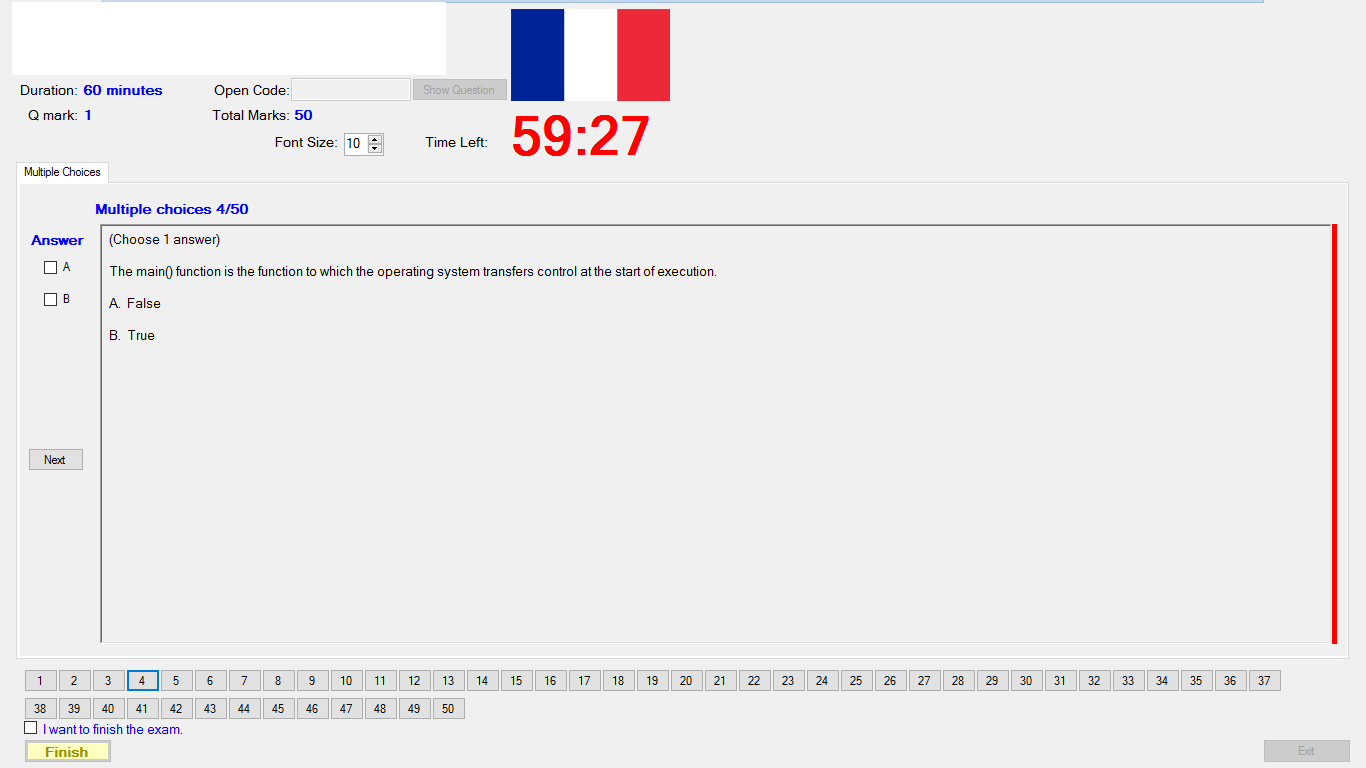 Duration: 60 minutes
Open Code:
Show Question
Q mark: 1
Total Marks: 50
Font Size: 10
Time Left: 59:27
Multiple Choices
Multiple choices 4/50
Answer
A
B
(Choose 1 answer)
The main() function is the function to which the operating system transfers control at the start of execution.
A. False
B. True
Next
1 2 3 4 5 6 7 8 9 10 11 12 13 14 15 16 17 18 19 20 21 22 23 24 25 26 27 28 29 30 31 32 33 34 35 36 37
38 39 40 41 42 43 44 45 46 47 48 49 50
I want to finish the exam.
Finish
Exit